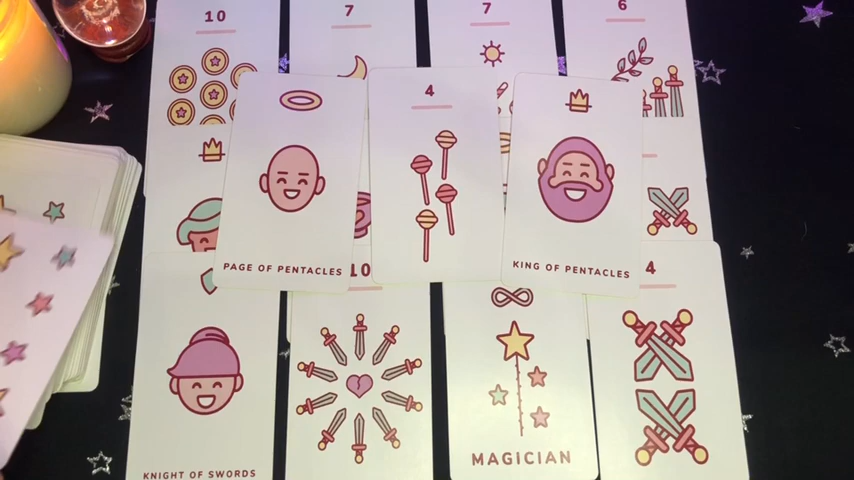 10
7
7
6
4
PAGE OF PENTACLES
KING OF PENTACLES
10
4
KNIGHT OF SWORDS
MAGICIAN